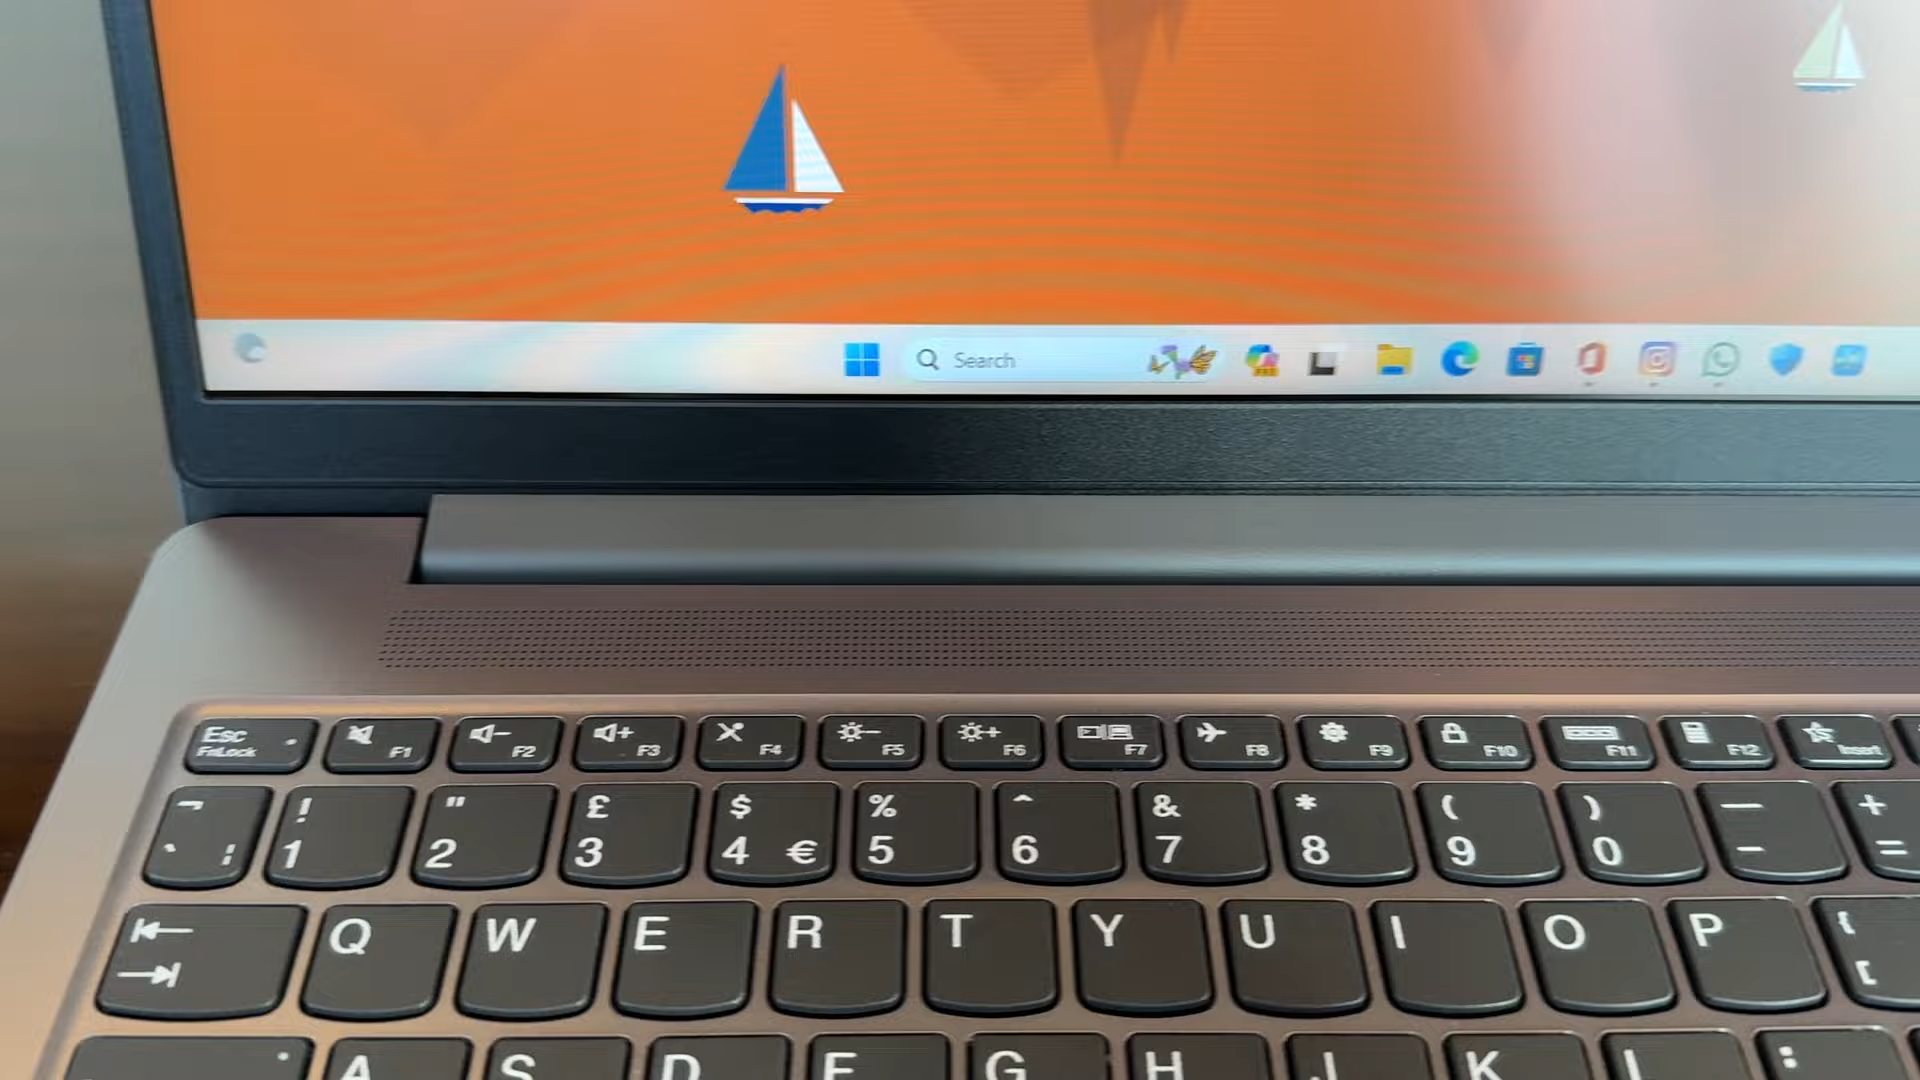 Search
Esc F1 F2 F3 F4 F5 F6 F7 F8 F9 F10 F11 F12 Insert
FnLock
¬ ! " £ $ % ^ & * ( ) — +
` ¦ 1 2 3 4 € 5 6 7 8 9 0 - =
Q W E R T Y U I O P {
[
A S D F G H J K L :